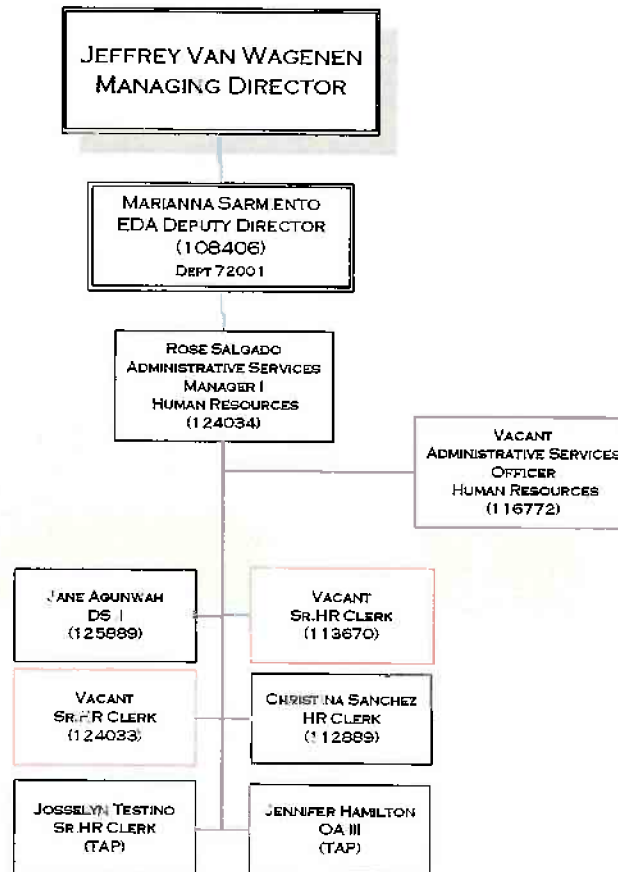 JEFFREY VAN WAGENEN
MANAGING DIRECTOR
MARIANNA SARMIENTO
EDA DEPUTY DIRECTOR
(108406)
DEPT 72001
ROSE SALGADO
ADMINISTRATIVE SERVICES
MANAGER I
HUMAN RESOURCES
(124034)
VACANT
ADMINISTRATIVE SERVICES
OFFICER
HUMAN RESOURCES
(116772)
JANE AGUNWAH
(125889)
VACANT
SR.HR CLERK
(113670)
VACANT
SR.HR CLERK
(124033)
CHRISTINA SANCHEZ
HR CLERK
(112889)
JOSSELYN TESTINO
SR.HR CLERK
(TAP)
JENNIFER HAMILTON
OA III
(TAP)